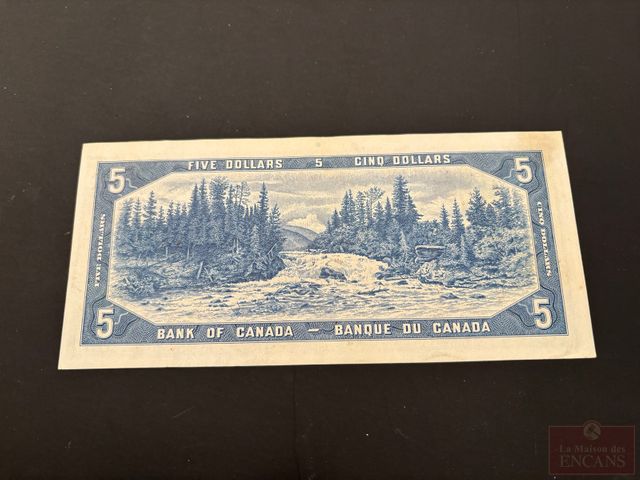 FIVE DOLLARS 5 CINQ DOLLARS
5 5
FIVE DOLLARS
CINQ DOLLARS
5 5
BANK OF CANADA — BANQUE DU CANADA
La Maison des
ENCANS